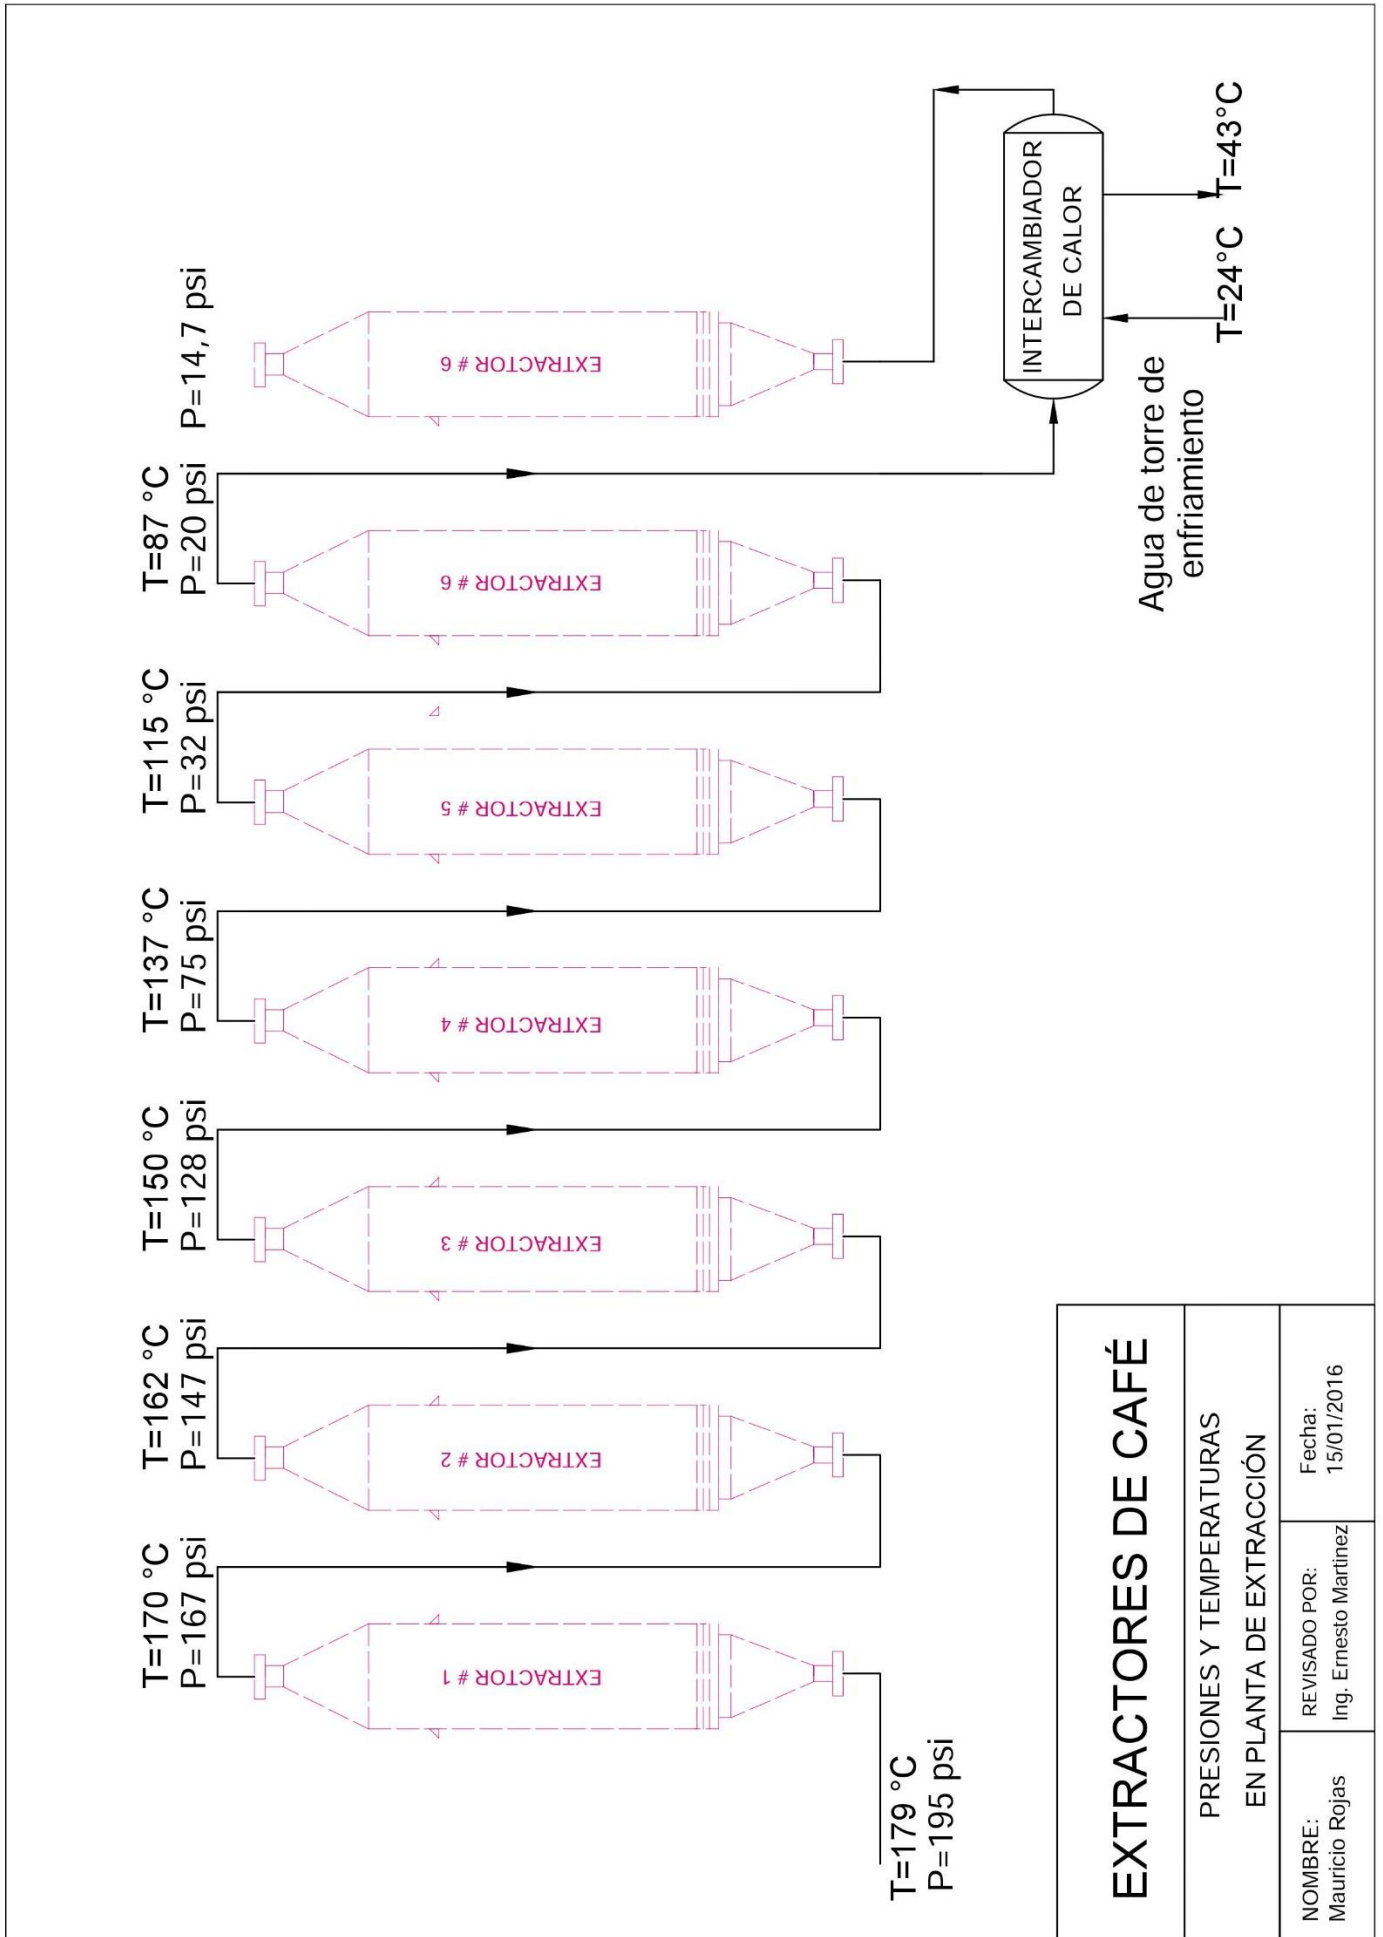 T=170 °C
P=167 psi
T=162 °C
P=147 psi
T=150 °C
P=128 psi
T=137 °C
P=75 psi
T=115 °C
P=32 psi
T=87 °C
P=20 psi
P=14,7 psi
EXTRACTOR # 1
EXTRACTOR # 2
EXTRACTOR # 3
EXTRACTOR # 4
EXTRACTOR # 5
EXTRACTOR # 6
EXTRACTOR # 6
T=179 °C
P=195 psi
INTERCAMBIADOR
DE CALOR
Agua de torre de
enfriamiento
T=24°C
T=43°C
EXTRACTORES DE CAFÉ
PRESIONES Y TEMPERATURAS
EN PLANTA DE EXTRACCIÓN
NOMBRE:
Mauricio Rojas
REVISADO POR:
Ing. Ernesto Martinez
Fecha:
15/01/2016